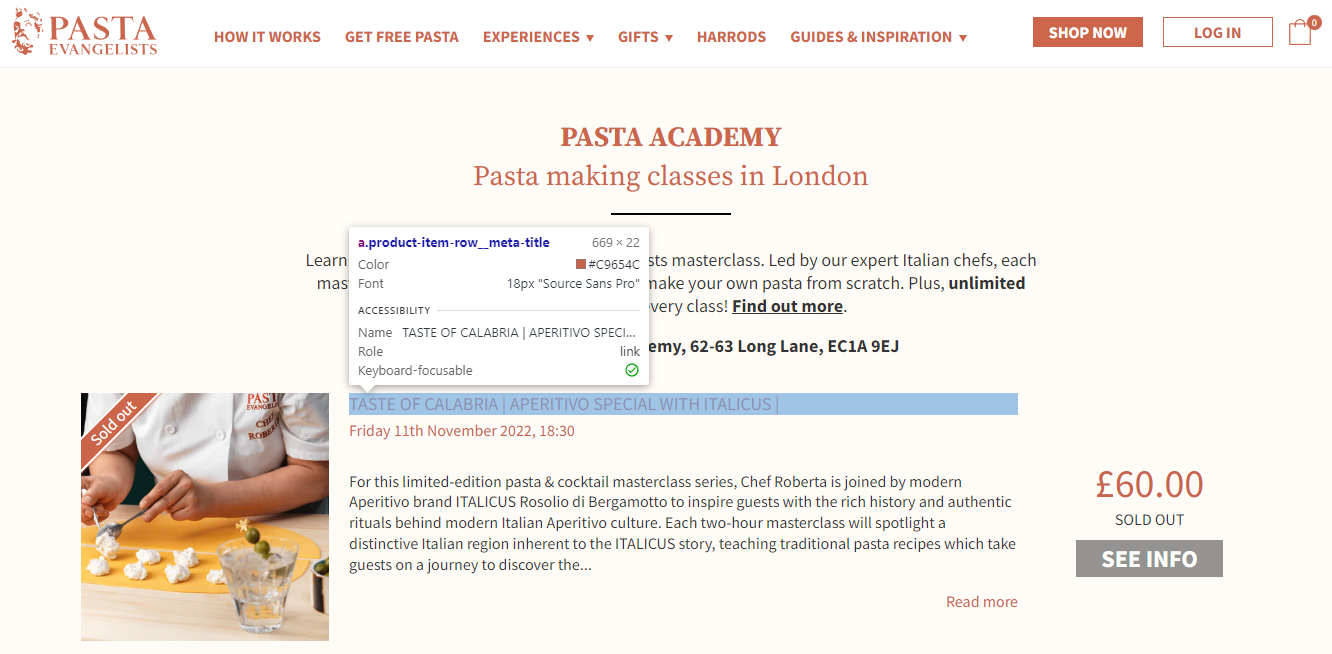 PASTA
EVANGELISTS
HOW IT WORKS
GET FREE PASTA
EXPERIENCES ▼
GIFTS ▼
HARRODS
GUIDES & INSPIRATION ▼
SHOP NOW
LOG IN
0
PASTA ACADEMY
Pasta making classes in London
a.product-item-row__meta-title 669 × 22
Color #C9654C
Font 18px "Source Sans Pro"
ACCESSIBILITY
Name TASTE OF CALABRIA | APERITIVO SPECI...
Role link
Keyboard-focusable
Learn sts masterclass. Led by our expert Italian chefs, each
mas make your own pasta from scratch. Plus, unlimited
very class! Find out more.
emy, 62-63 Long Lane, EC1A 9EJ
Sold out
PAST
EVANGELIS
CHEF
ROBERT
TASTE OF CALABRIA | APERITIVO SPECIAL WITH ITALICUS |
Friday 11th November 2022, 18:30
For this limited-edition pasta & cocktail masterclass series, Chef Roberta is joined by modern
Aperitivo brand ITALICUS Rosolio di Bergamotto to inspire guests with the rich history and authentic
rituals behind modern Italian Aperitivo culture. Each two-hour masterclass will spotlight a
distinctive Italian region inherent to the ITALICUS story, teaching traditional pasta recipes which take
guests on a journey to discover the...
Read more
£60.00
SOLD OUT
SEE INFO